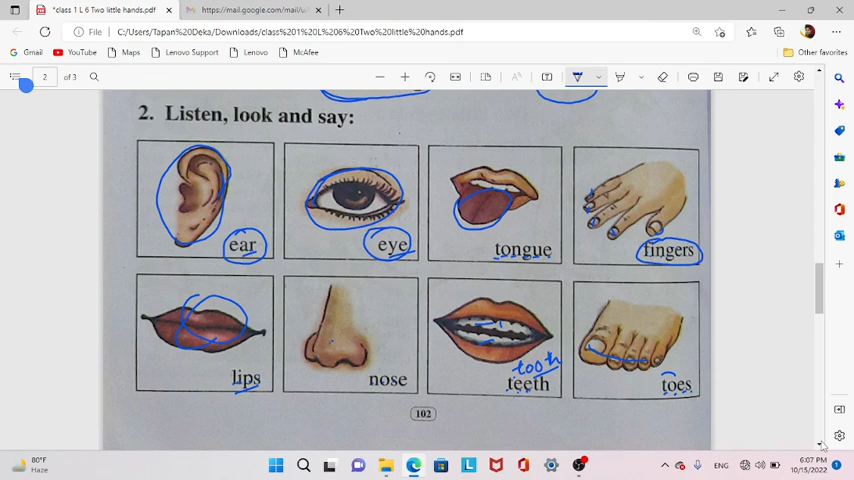 *class 1 L 6 Two little hands.pdf
https://mail.google.com/mail/u/
File
C:/Users/Tapan%20Deka/Downloads/class%201%20L%206%20Two%20little%20hands.pdf
Gmail
YouTube
Maps
Lenovo Support
Lenovo
McAfee
Other favorites
2 of 3
2. Listen, look and say:
ear
eye
tongue
fingers
lips
nose
tooth
teeth
toes
102
80°F
Haze
ENG
6:07 PM
10/15/2022